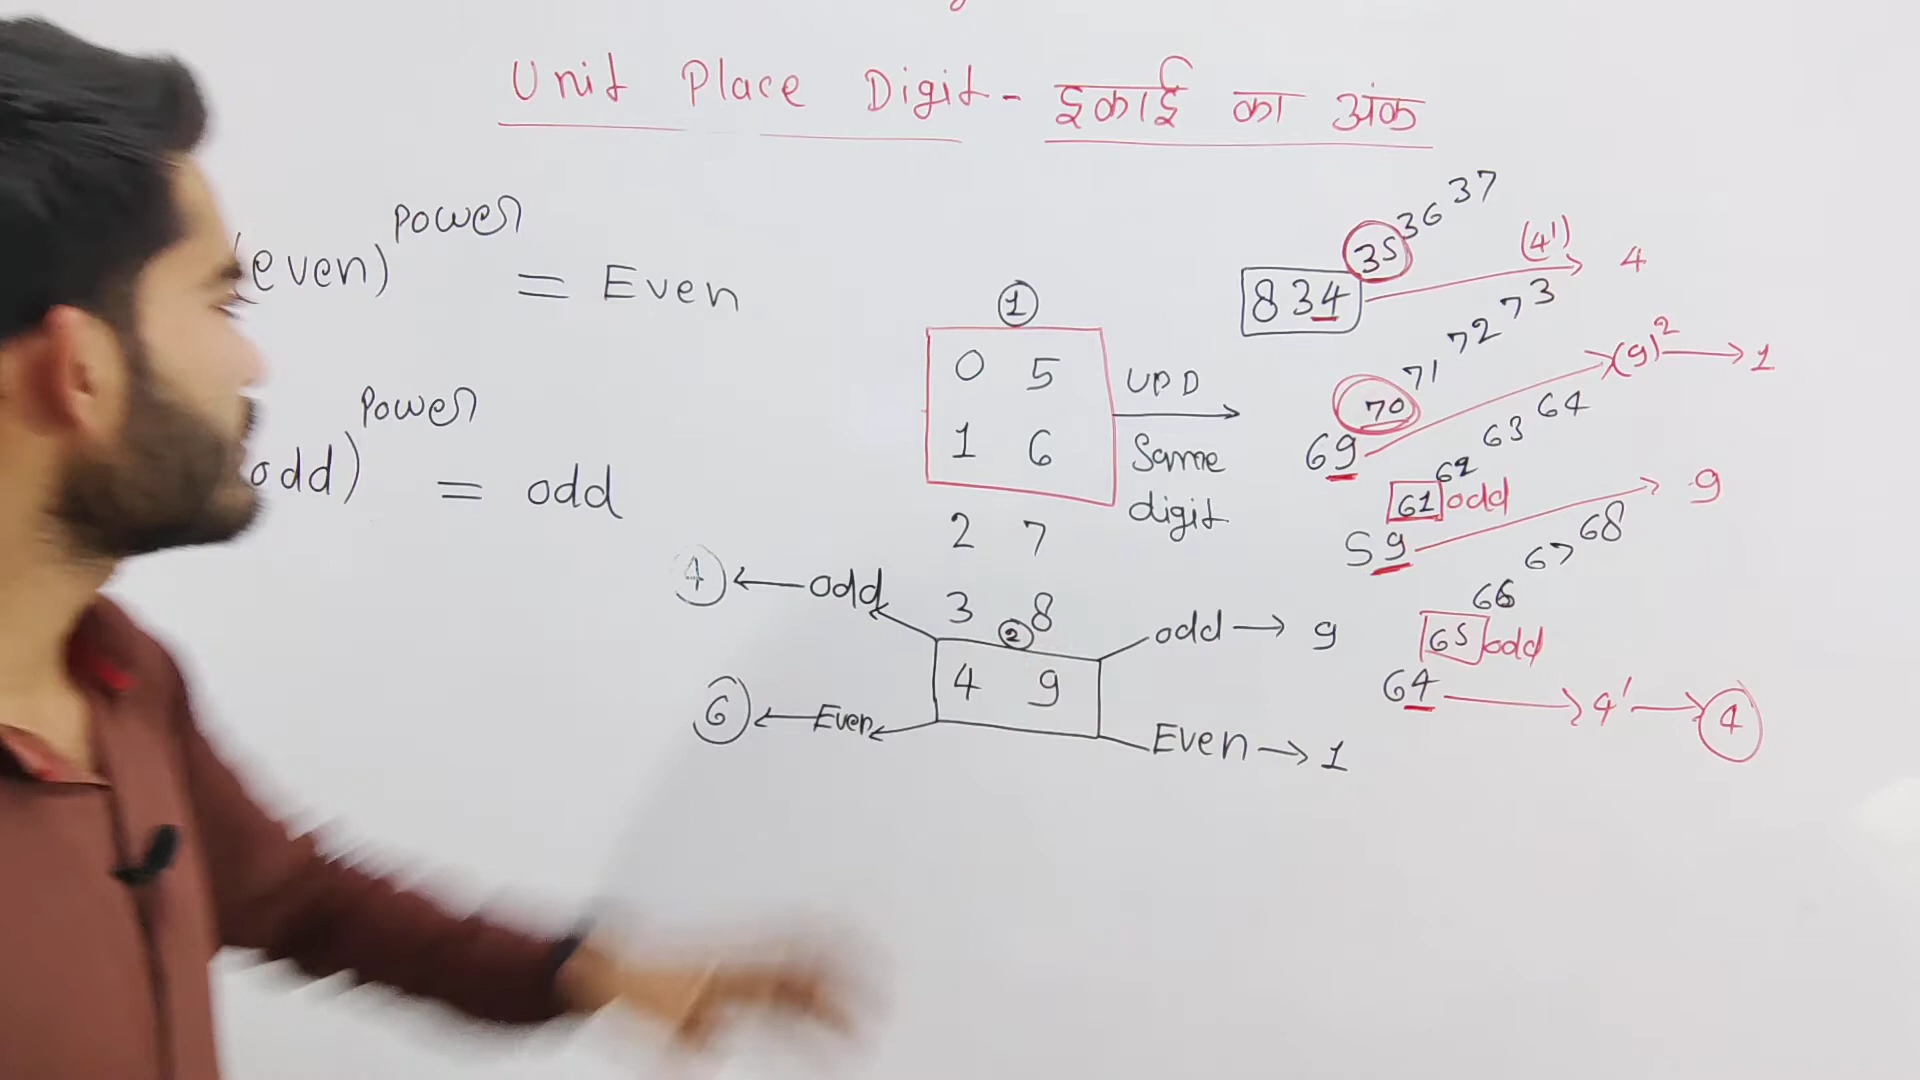 Unit Place Digit - इकाई का अंक
(even)^power = Even
odd)^power = odd
①
0 5
1 6
UPD
Same
digit
2 7
3 8
②
4 9
④ ← odd
⑥ ← Even
odd → 9
Even → 1
834^35^36^37 → (4¹) 4
69^70^71^72^73 → (9)² → 1
59^61^62^63^64 odd → 9
64^65^66^67^68 odd → 4¹ → ④